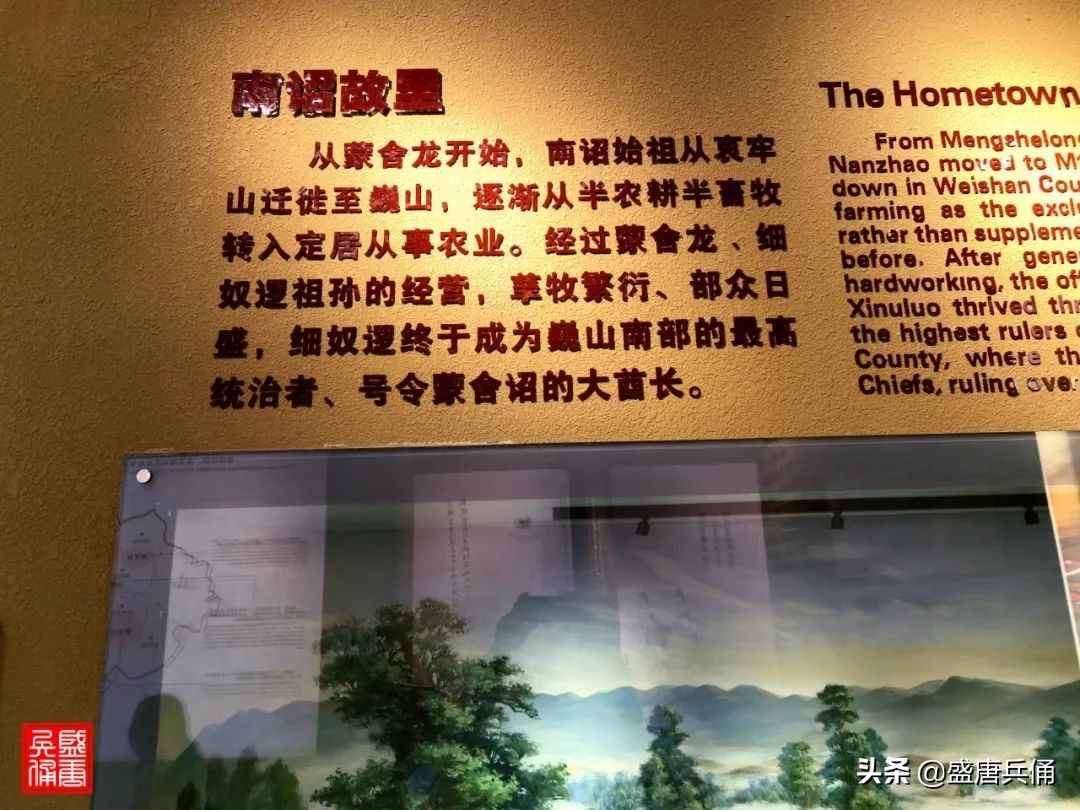 南诏故里
从蒙舍龙开始，南诏始祖从哀牢
山迁徙至巍山，逐渐从半农耕半畜牧
转入定居从事农业。经过蒙舍龙、细
奴逻祖孙的经营，孳牧繁衍、部众日
盛，细奴逻终于成为巍山南部的最高
统治者、号令蒙舍诏的大酋长。
The Hometown
From Mengshelong
Nanzhao moved to M
down in Weishan Cou
farming as the exclu
rather than suppleme
before. After gener
hardworking, the off
Xinuluo thrived thr
the highest rulers o
County, where th
Chiefs, ruling over
盛唐兵俑
头条 @盛唐兵俑